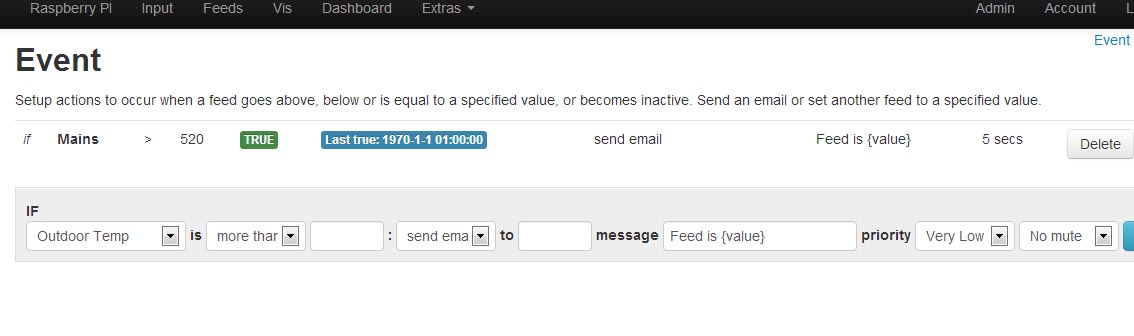 Raspberry PI Input Feeds Vis Dashboard Extras Admin Account L
Event
Event
Setup actions to occur when a feed goes above, below or is equal to a specified value, or becomes inactive. Send an email or set another feed to a specified value.
if Mains > 520 TRUE Last true: 1970-1-1 01:00:00 send email Feed is {value} 5 secs Delete
IF
Outdoor Temp is more thar : send ema to message Feed is {value} priority Very Low No mute